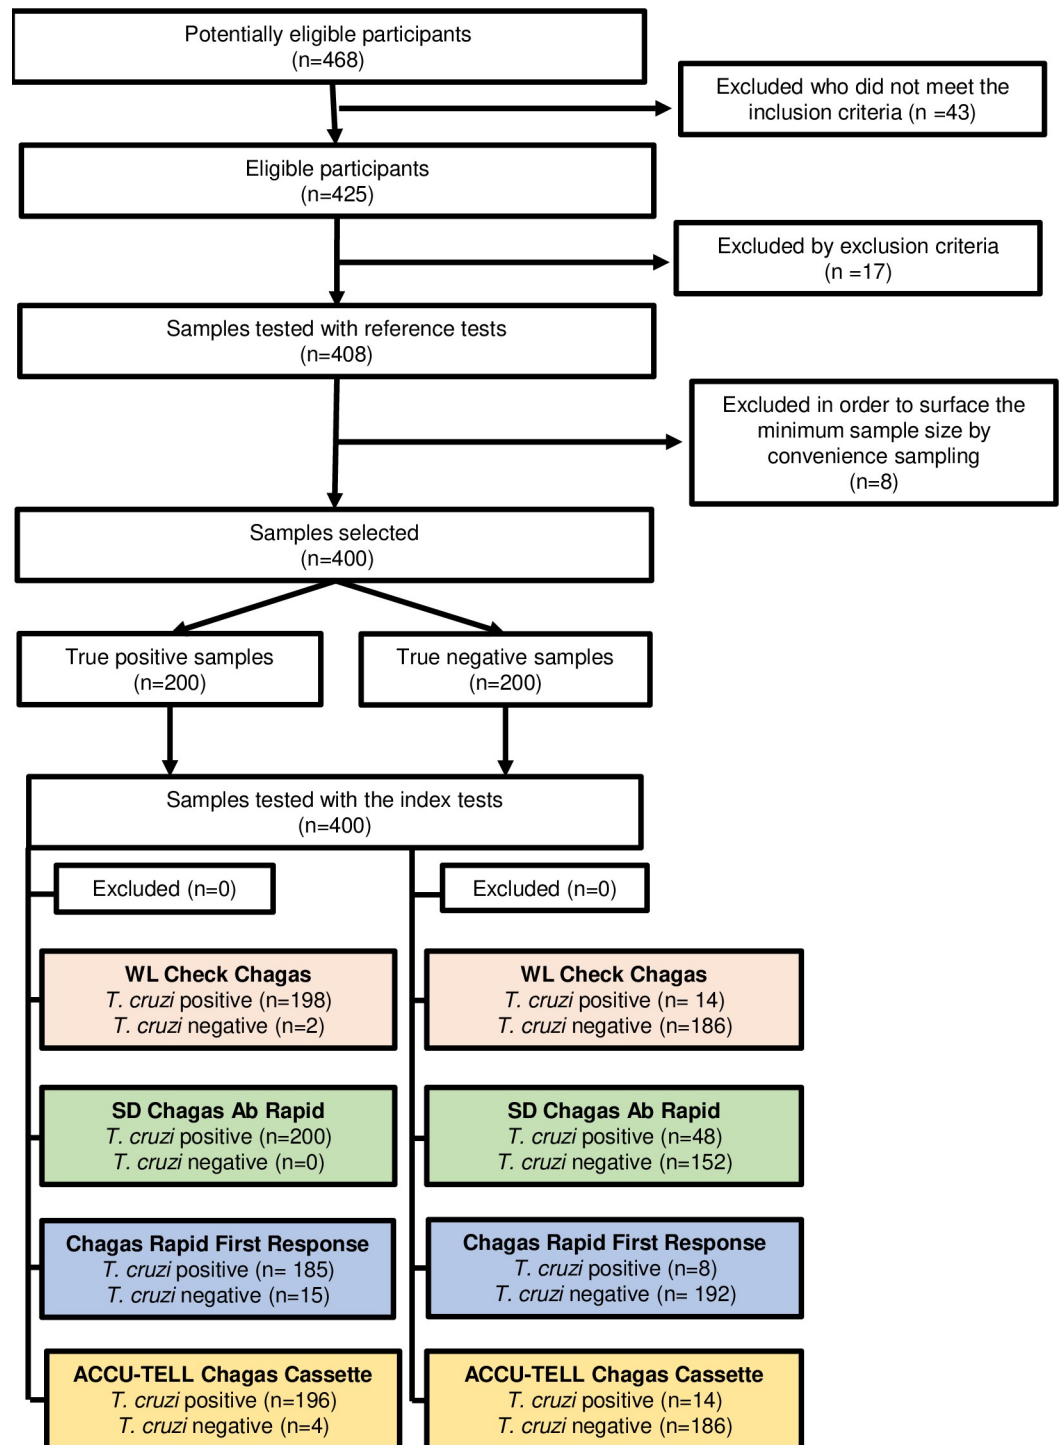 Potentially eligible participants
(n=468)
Excluded who did not meet the
inclusion criteria (n =43)
Eligible participants
(n=425)
Excluded by exclusion criteria
(n =17)
Samples tested with reference tests
(n=408)
Excluded in order to surface the
minimum sample size by
convenience sampling
(n=8)
Samples selected
(n=400)
True positive samples
(n=200)
True negative samples
(n=200)
Samples tested with the index tests
(n=400)
Excluded (n=0)
Excluded (n=0)
WL Check Chagas
T. cruzi positive (n=198)
T. cruzi negative (n=2)
WL Check Chagas
T. cruzi positive (n= 14)
T. cruzi negative (n=186)
SD Chagas Ab Rapid
T. cruzi positive (n=200)
T. cruzi negative (n=0)
SD Chagas Ab Rapid
T. cruzi positive (n=48)
T. cruzi negative (n=152)
Chagas Rapid First Response
T. cruzi positive (n= 185)
T. cruzi negative (n=15)
Chagas Rapid First Response
T. cruzi positive (n=8)
T. cruzi negative (n= 192)
ACCU-TELL Chagas Cassette
T. cruzi positive (n=196)
T. cruzi negative (n=4)
ACCU-TELL Chagas Cassette
T. cruzi positive (n=14)
T. cruzi negative (n=186)